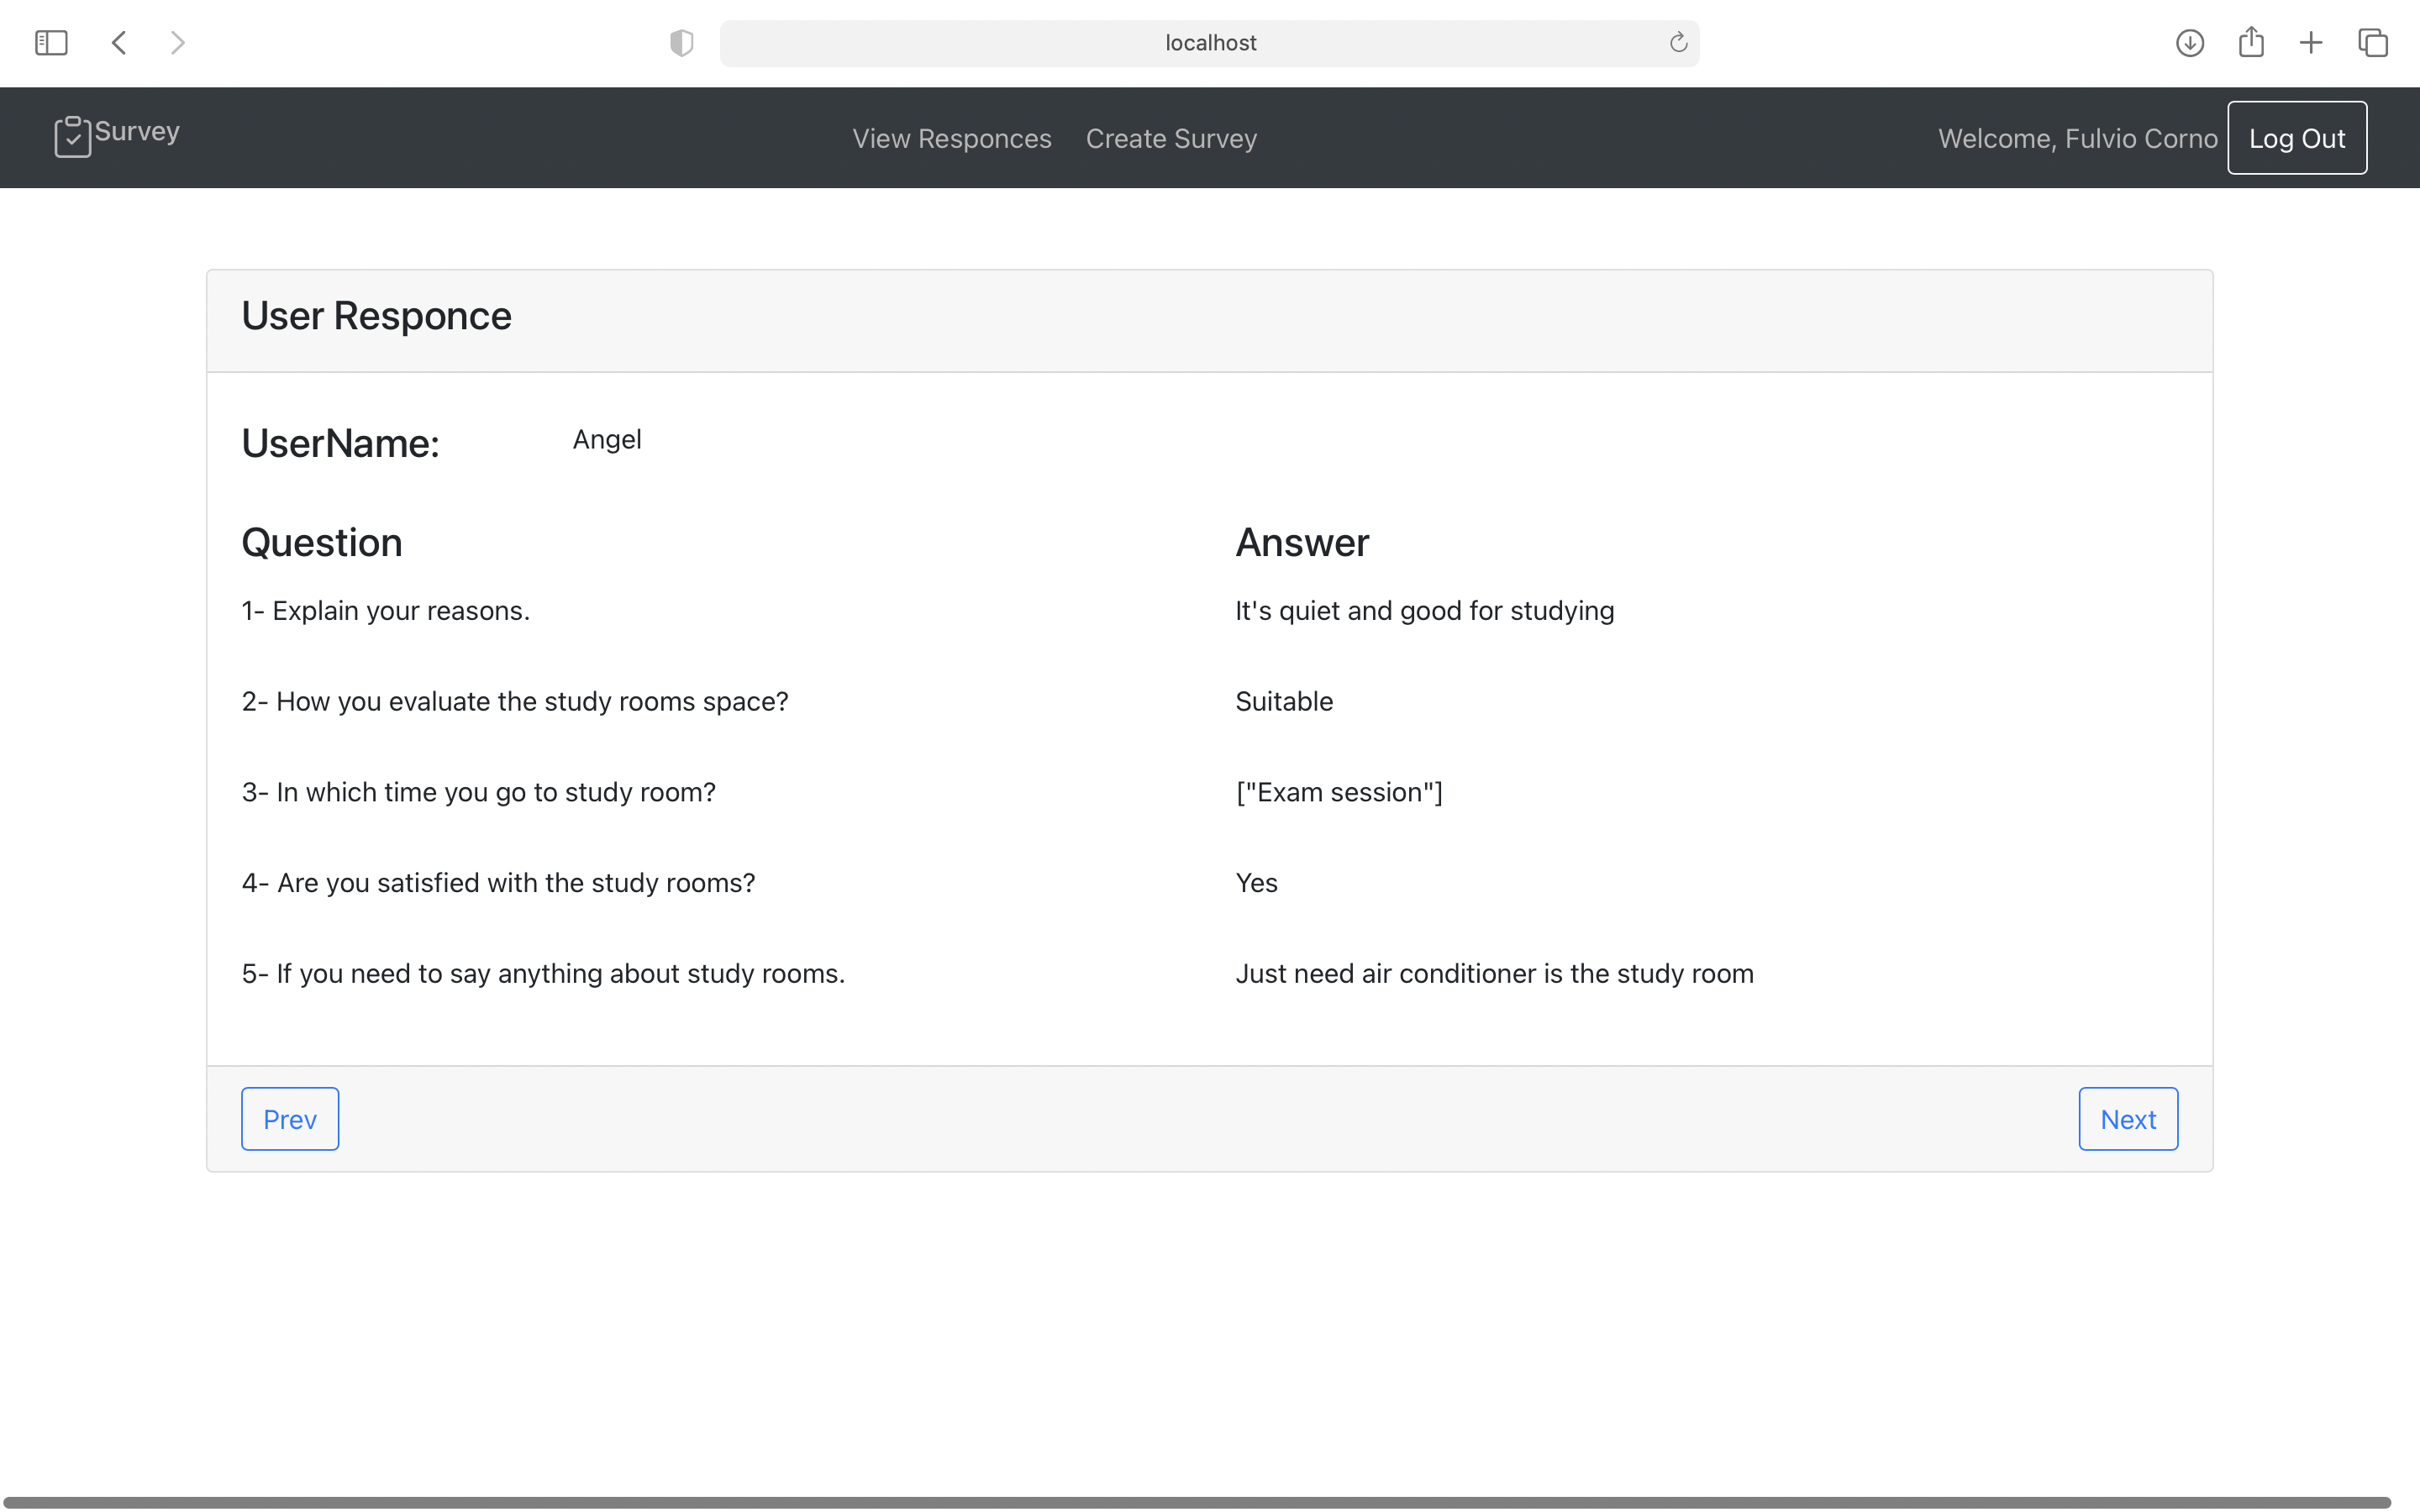 localhost
Survey
View Responces Create Survey
Welcome, Fulvio Corno Log Out
User Responce
UserName: Angel
Question Answer
1- Explain your reasons. It's quiet and good for studying
2- How you evaluate the study rooms space? Suitable
3- In which time you go to study room? ["Exam session"]
4- Are you satisfied with the study rooms? Yes
5- If you need to say anything about study rooms. Just need air conditioner is the study room
Prev Next